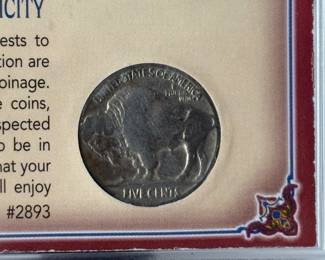 ICITY
ests to
tion are
oinage.
e coins,
spected
o be in
hat your
ll enjoy
#2893
UNITED STATES OF AMERICA
FIVE CENTS